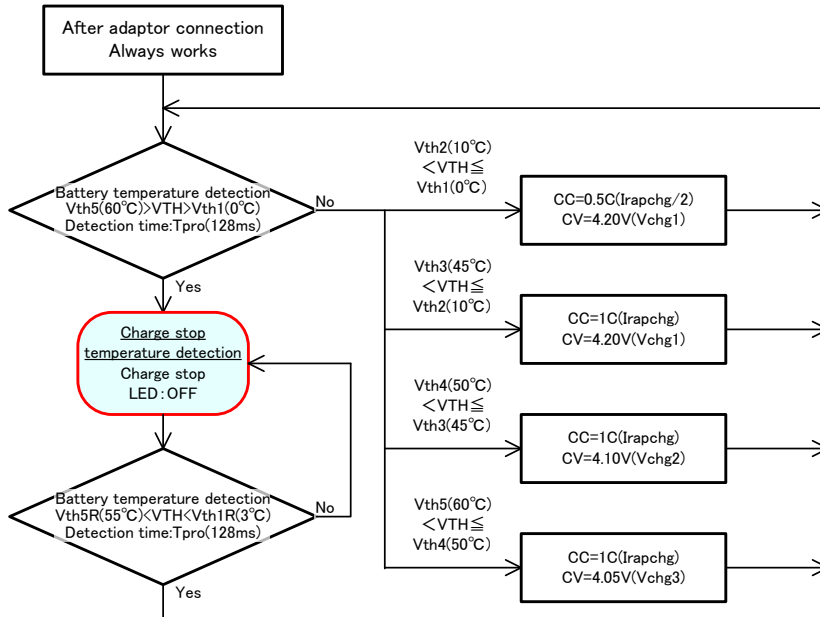 After adaptor connection
Always works
Battery temperature detection
Vth5(60℃)>VTH>Vth1(0℃)
Detection time:Tpro(128ms)
No
Yes
Charge stop
temperature detection
Charge stop
LED:OFF
Battery temperature detection
Vth5R(55℃)<VTH<Vth1R(3℃)
Detection time:Tpro(128ms)
No
Yes
Vth2(10℃)
<VTH≦
Vth1(0℃)
CC=0.5C(Irapchg/2)
CV=4.20V(Vchg1)
Vth3(45℃)
<VTH≦
Vth2(10℃)
CC=1C(Irapchg)
CV=4.20V(Vchg1)
Vth4(50℃)
<VTH≦
Vth3(45℃)
CC=1C(Irapchg)
CV=4.10V(Vchg2)
Vth5(60℃)
<VTH≦
Vth4(50℃)
CC=1C(Irapchg)
CV=4.05V(Vchg3)